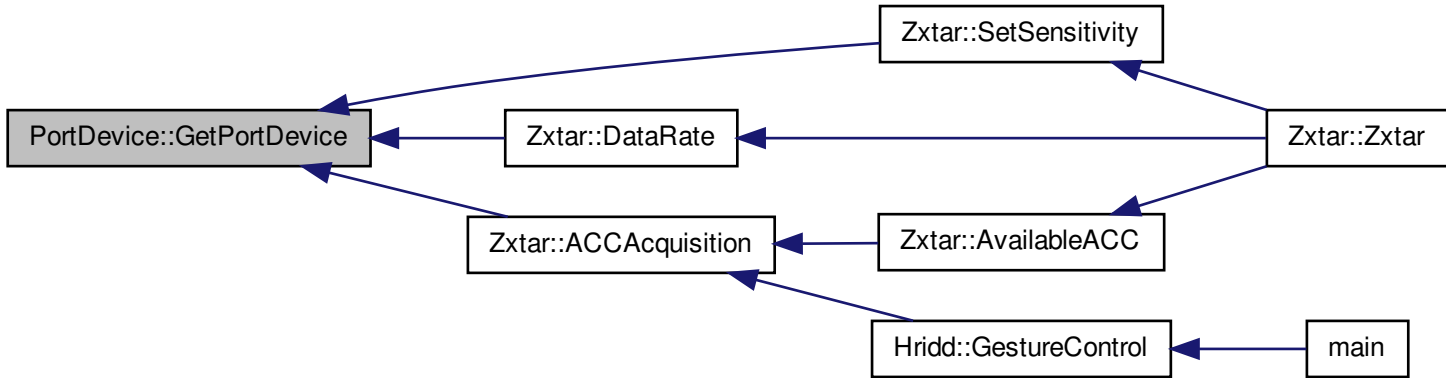 Zxtar::SetSensitivity
PortDevice::GetPortDevice
Zxtar::DataRate
Zxtar::Zxtar
Zxtar::ACCAcquisition
Zxtar::AvailableACC
Hridd::GestureControl
main